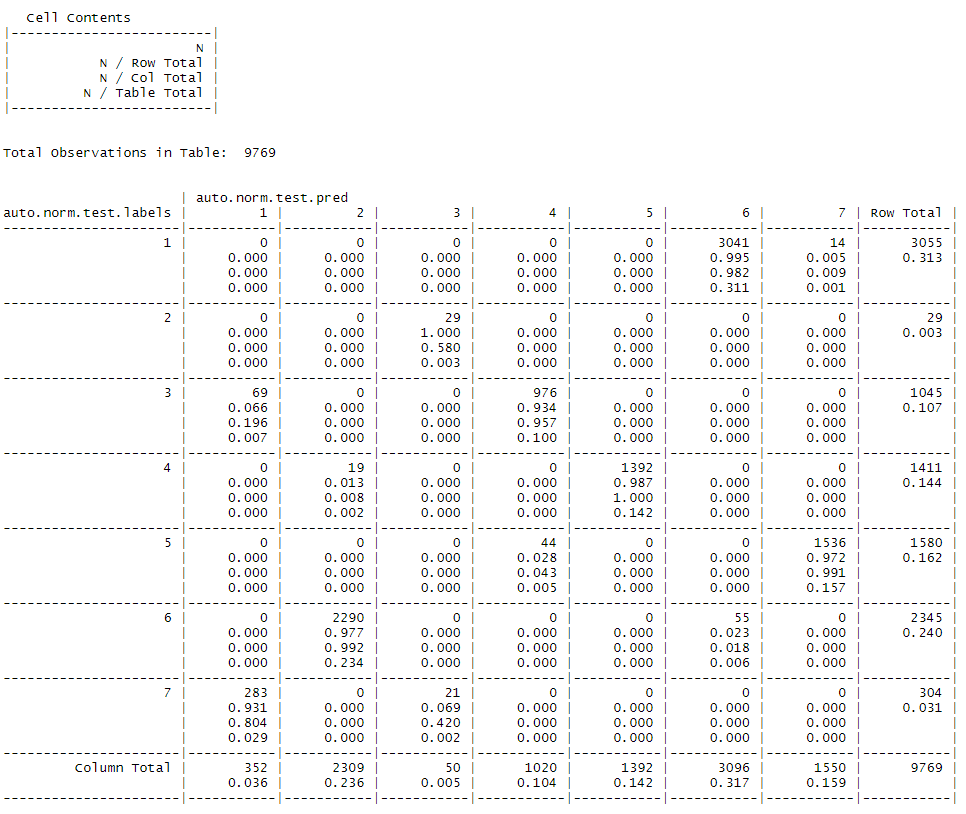 Cell Contents
|-------------------------|
|                       N |
|           N / Row Total |
|           N / Col Total |
|         N / Table Total |
|-------------------------|
Total Observations in Table:  9769
| auto.norm.test.pred
auto.norm.test.labels |         1 |         2 |         3 |         4 |         5 |         6 |         7 | Row Total |
----------------------|-----------|-----------|-----------|-----------|-----------|-----------|-----------|-----------|
1 |         0 |         0 |         0 |         0 |         0 |      3041 |        14 |      3055 |
|     0.000 |     0.000 |     0.000 |     0.000 |     0.000 |     0.995 |     0.005 |     0.313 |
|     0.000 |     0.000 |     0.000 |     0.000 |     0.000 |     0.982 |     0.009 |           |
|     0.000 |     0.000 |     0.000 |     0.000 |     0.000 |     0.311 |     0.001 |           |
----------------------|-----------|-----------|-----------|-----------|-----------|-----------|-----------|-----------|
2 |         0 |         0 |        29 |         0 |         0 |         0 |         0 |        29 |
|     0.000 |     0.000 |     1.000 |     0.000 |     0.000 |     0.000 |     0.000 |     0.003 |
|     0.000 |     0.000 |     0.580 |     0.000 |     0.000 |     0.000 |     0.000 |           |
|     0.000 |     0.000 |     0.003 |     0.000 |     0.000 |     0.000 |     0.000 |           |
----------------------|-----------|-----------|-----------|-----------|-----------|-----------|-----------|-----------|
3 |        69 |         0 |         0 |       976 |         0 |         0 |         0 |      1045 |
|     0.066 |     0.000 |     0.000 |     0.934 |     0.000 |     0.000 |     0.000 |     0.107 |
|     0.196 |     0.000 |     0.000 |     0.957 |     0.000 |     0.000 |     0.000 |           |
|     0.007 |     0.000 |     0.000 |     0.100 |     0.000 |     0.000 |     0.000 |           |
----------------------|-----------|-----------|-----------|-----------|-----------|-----------|-----------|-----------|
4 |         0 |        19 |         0 |         0 |      1392 |         0 |         0 |      1411 |
|     0.000 |     0.013 |     0.000 |     0.000 |     0.987 |     0.000 |     0.000 |     0.144 |
|     0.000 |     0.008 |     0.000 |     0.000 |     1.000 |     0.000 |     0.000 |           |
|     0.000 |     0.002 |     0.000 |     0.000 |     0.142 |     0.000 |     0.000 |           |
----------------------|-----------|-----------|-----------|-----------|-----------|-----------|-----------|-----------|
5 |         0 |         0 |         0 |        44 |         0 |         0 |      1536 |      1580 |
|     0.000 |     0.000 |     0.000 |     0.028 |     0.000 |     0.000 |     0.972 |     0.162 |
|     0.000 |     0.000 |     0.000 |     0.043 |     0.000 |     0.000 |     0.991 |           |
|     0.000 |     0.000 |     0.000 |     0.005 |     0.000 |     0.000 |     0.157 |           |
----------------------|-----------|-----------|-----------|-----------|-----------|-----------|-----------|-----------|
6 |         0 |      2290 |         0 |         0 |         0 |        55 |         0 |      2345 |
|     0.000 |     0.977 |     0.000 |     0.000 |     0.000 |     0.023 |     0.000 |     0.240 |
|     0.000 |     0.992 |     0.000 |     0.000 |     0.000 |     0.018 |     0.000 |           |
|     0.000 |     0.234 |     0.000 |     0.000 |     0.000 |     0.006 |     0.000 |           |
----------------------|-----------|-----------|-----------|-----------|-----------|-----------|-----------|-----------|
7 |       283 |         0 |        21 |         0 |         0 |         0 |         0 |       304 |
|     0.931 |     0.000 |     0.069 |     0.000 |     0.000 |     0.000 |     0.000 |     0.031 |
|     0.804 |     0.000 |     0.420 |     0.000 |     0.000 |     0.000 |     0.000 |           |
|     0.029 |     0.000 |     0.002 |     0.000 |     0.000 |     0.000 |     0.000 |           |
----------------------|-----------|-----------|-----------|-----------|-----------|-----------|-----------|-----------|
Column Total |       352 |      2309 |        50 |      1020 |      1392 |      3096 |      1550 |      9769 |
|     0.036 |     0.236 |     0.005 |     0.104 |     0.142 |     0.317 |     0.159 |           |
----------------------|-----------|-----------|-----------|-----------|-----------|-----------|-----------|-----------|